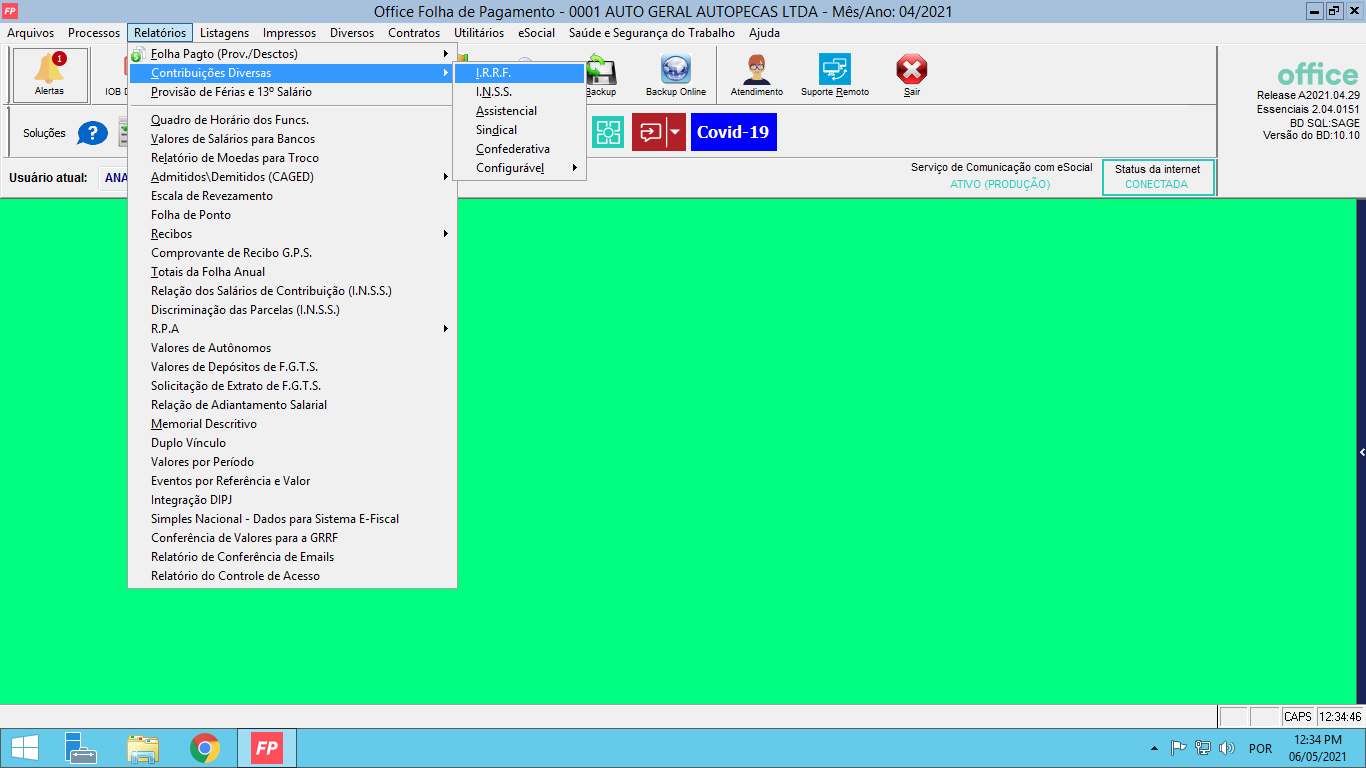 FP Office Folha de Pagamento - 0001 AUTO GERAL AUTOPECAS LTDA - Mês/Ano: 04/2021
Arquivos Processos Relatórios Listagens Impressos Diversos Contratos Utilitários eSocial Saúde e Segurança do Trabalho Ajuda
1
Alertas
IOB
Backup Online
Atendimento
Suporte Remoto
Sair
office
Release A2021.04.29
Essenciais 2.04.0151
BD SQL:SAGE
Versão do BD:10.10
Soluções
Covid-19
Usuário atual: ANA
Serviço de Comunicação com eSocial
ATIVO (PRODUÇÃO)
Status da internet
CONECTADA
Folha Pagto (Prov./Desctos)
Contribuições Diversas
Provisão de Férias e 13º Salário
Quadro de Horário dos Funcs.
Valores de Salários para Bancos
Relatório de Moedas para Troco
Admitidos\Demitidos (CAGED)
Escala de Revezamento
Folha de Ponto
Recibos
Comprovante de Recibo G.P.S.
Totais da Folha Anual
Relação dos Salários de Contribuição (I.N.S.S.)
Discriminação das Parcelas (I.N.S.S.)
R.P.A
Valores de Autônomos
Valores de Depósitos de F.G.T.S.
Solicitação de Extrato de F.G.T.S.
Relação de Adiantamento Salarial
Memorial Descritivo
Duplo Vínculo
Valores por Período
Eventos por Referência e Valor
Integração DIPJ
Simples Nacional - Dados para Sistema E-Fiscal
Conferência de Valores para a GRRF
Relatório de Conferência de Emails
Relatório do Controle de Acesso
I.R.R.F.
I.N.S.S.
Assistencial
Sindical
Confederativa
Configurável
CAPS 12:34:46
FP
POR
12:34 PM
06/05/2021